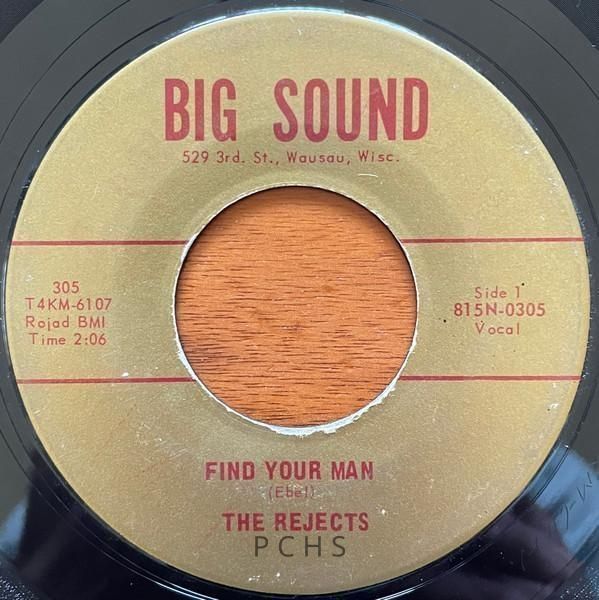 BIG SOUND
529 3rd. St., Wausau, Wisc.
305
T4KM-6107
Rojad BMI
Time 2:06
Side 1
815N-0305
Vocal
FIND YOUR MAN
(Ebel)
THE REJECTS
PCHS